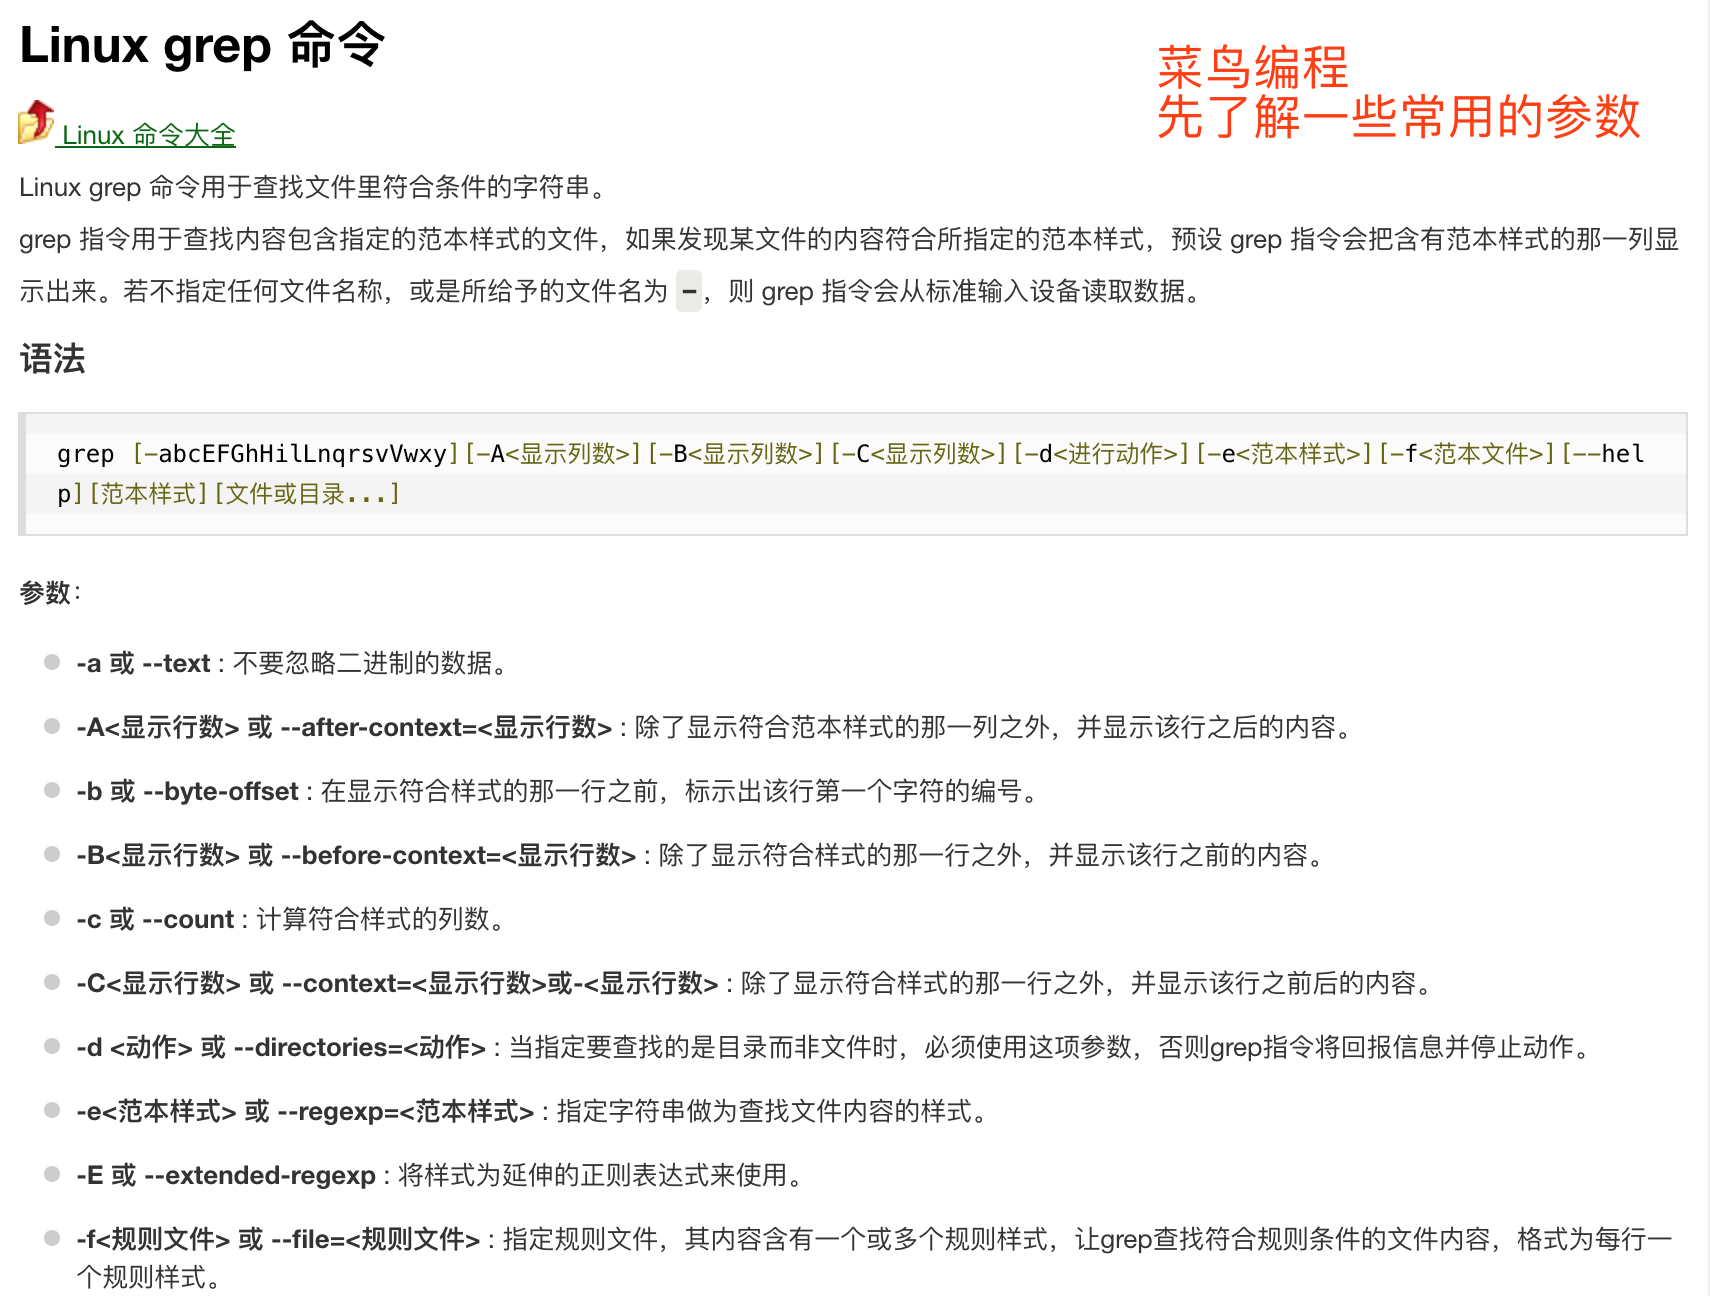 Linux grep 命令
菜鸟编程
先了解一些常用的参数
Linux 命令大全
Linux grep 命令用于查找文件里符合条件的字符串。
grep 指令用于查找内容包含指定的范本样式的文件，如果发现某文件的内容符合所指定的范本样式，预设 grep 指令会把含有范本样式的那一列显
示出来。若不指定任何文件名称，或是所给予的文件名为 -，则 grep 指令会从标准输入设备读取数据。
语法
grep [-abcEFGhHilLnqrsvVwxy][-A<显示列数>][-B<显示列数>][-C<显示列数>][-d<进行动作>][-e<范本样式>][-f<范本文件>][--hel
p][范本样式][文件或目录...]
参数：
-a 或 --text : 不要忽略二进制的数据。
-A<显示行数> 或 --after-context=<显示行数> : 除了显示符合范本样式的那一列之外，并显示该行之后的内容。
-b 或 --byte-offset : 在显示符合样式的那一行之前，标示出该行第一个字符的编号。
-B<显示行数> 或 --before-context=<显示行数> : 除了显示符合样式的那一行之外，并显示该行之前的内容。
-c 或 --count : 计算符合样式的列数。
-C<显示行数> 或 --context=<显示行数>或-<显示行数> : 除了显示符合样式的那一行之外，并显示该行之前后的内容。
-d <动作> 或 --directories=<动作> : 当指定要查找的是目录而非文件时，必须使用这项参数，否则grep指令将回报信息并停止动作。
-e<范本样式> 或 --regexp=<范本样式> : 指定字符串做为查找文件内容的样式。
-E 或 --extended-regexp : 将样式为延伸的正则表达式来使用。
-f<规则文件> 或 --file=<规则文件> : 指定规则文件，其内容含有一个或多个规则样式，让grep查找符合规则条件的文件内容，格式为每行一
个规则样式。